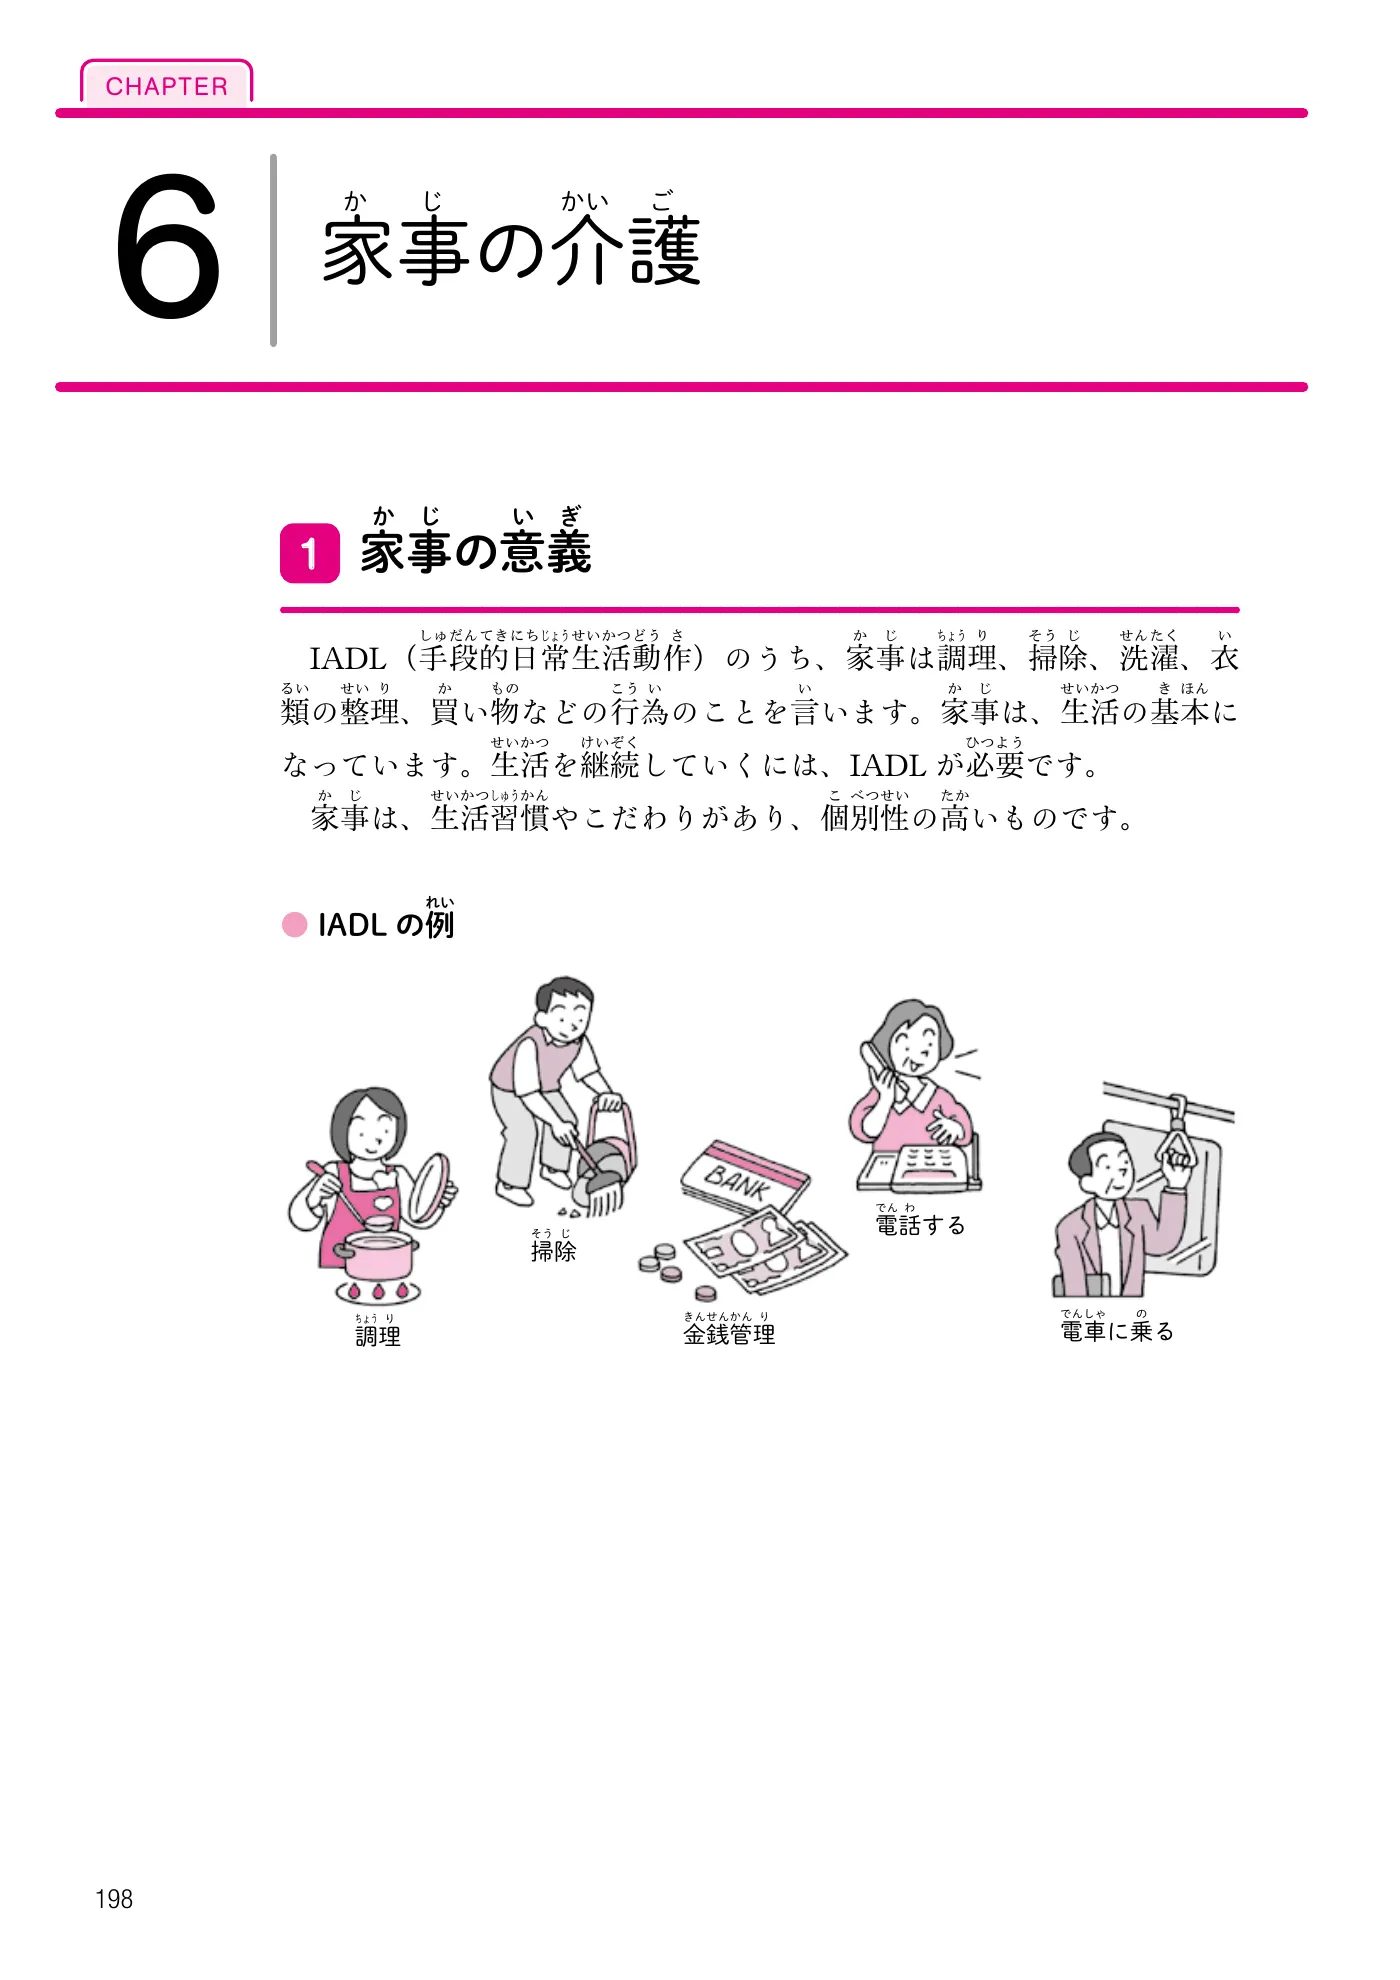 CHAPTER
6
かじ かいご
家事の介護
かじ いぎ
1 家事の意義
しゅだんてきにちじょうせいかつどうさ かじ ちょうり そうじ せんたく い
IADL（手段的日常生活動作）のうち、家事は調理、掃除、洗濯、衣
るい せいり か もの こうい い かじ せいかつ きほん
類の整理、買い物などの行為のことを言います。家事は、生活の基本に
せいかつ けいぞく ひつよう
なっています。生活を継続していくには、IADL が必要です。
かじ せいかつしゅうかん こべつせい たか
家事は、生活習慣やこだわりがあり、個別性の高いものです。
れい
● IADL の例
BANK
でんわ
電話する
そうじ
掃除
ちょうり
調理
きんせんかんり
金銭管理
でんしゃ の
電車に乗る
198